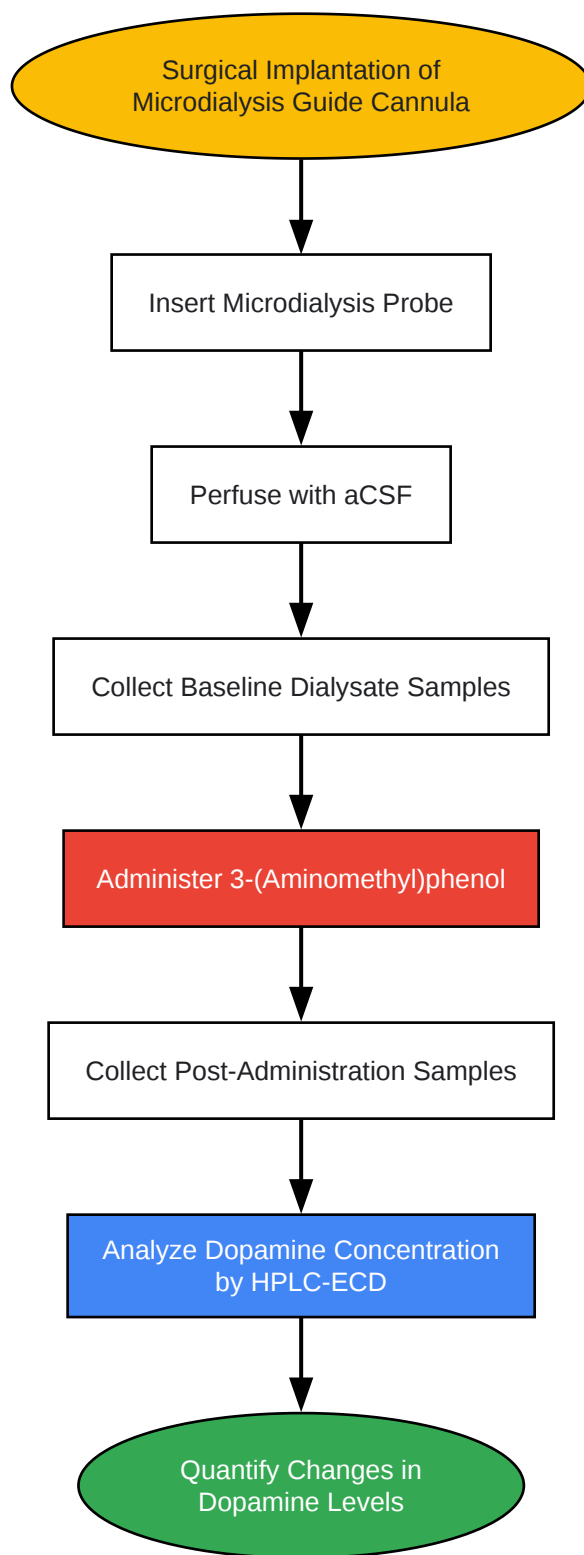 Surgical Implantation of
Microdialysis Guide Cannula
Insert Microdialysis Probe
Perfuse with aCSF
Collect Baseline Dialysate Samples
Administer 3-(Aminomethyl)phenol
Collect Post-Administration Samples
Analyze Dopamine Concentration
by HPLC-ECD
Quantify Changes in
Dopamine Levels